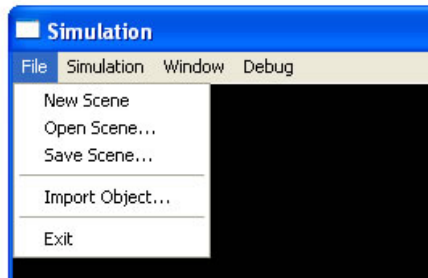 Simulation
File Simulation Window Debug
New Scene
Open Scene...
Save Scene...
Import Object...
Exit